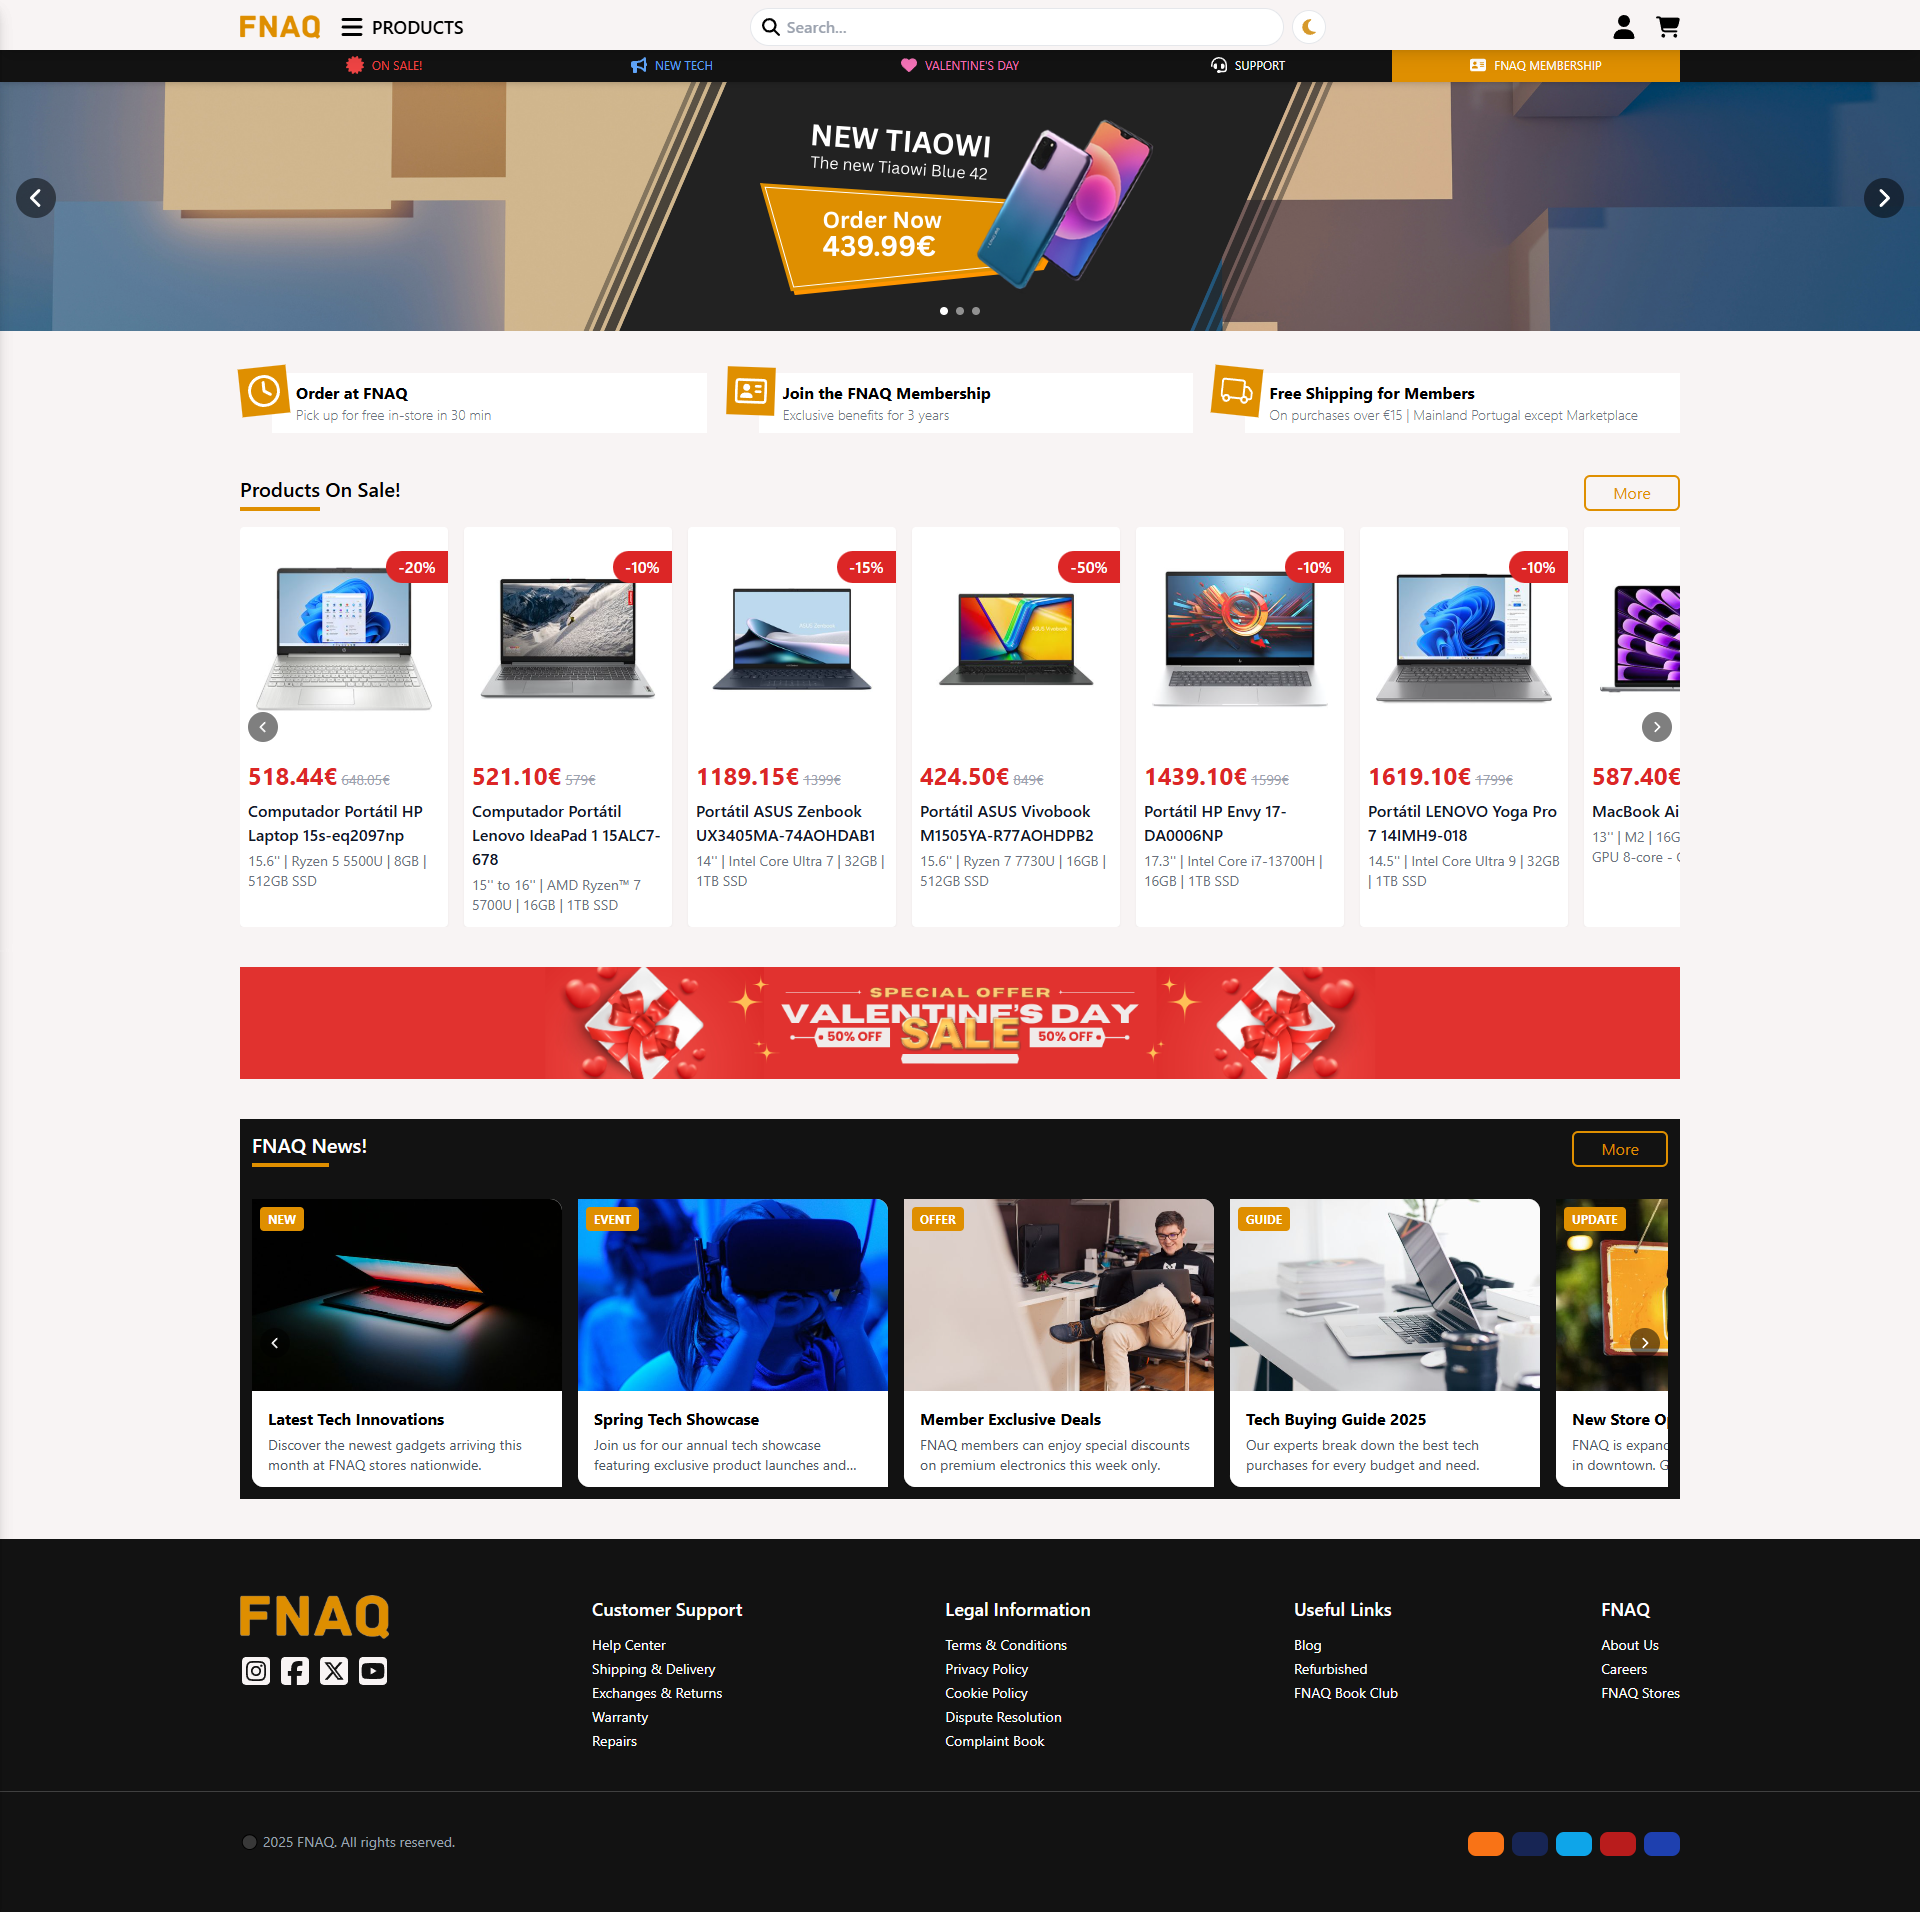 FNAQ
PRODUCTS
Search...
ON SALE!
NEW TECH
VALENTINE'S DAY
SUPPORT
FNAQ MEMBERSHIP
NEW TIAOWI
The new Tiaowi Blue 42
Order Now
439.99€
Order at FNAQ
Pick up for free in-store in 30 min
Join the FNAQ Membership
Exclusive benefits for 3 years
Free Shipping for Members
On purchases over €15 | Mainland Portugal except Marketplace
Products On Sale!
More
-20%
518.44€ 648.05€
Computador Portátil HP
Laptop 15s-eq2097np
15.6'' | Ryzen 5 5500U | 8GB |
512GB SSD
-10%
521.10€ 579€
Computador Portátil
Lenovo IdeaPad 1 15ALC7-
678
15'' to 16'' | AMD Ryzen™ 7
5700U | 16GB | 1TB SSD
-15%
1189.15€ 1399€
Portátil ASUS Zenbook
UX3405MA-74AOHDAB1
14'' | Intel Core Ultra 7 | 32GB |
1TB SSD
-50%
424.50€ 849€
Portátil ASUS Vivobook
M1505YA-R77AOHDPB2
15.6'' | Ryzen 7 7730U | 16GB |
512GB SSD
-10%
1439.10€ 1599€
Portátil HP Envy 17-
DA0006NP
17.3'' | Intel Core i7-13700H |
16GB | 1TB SSD
-10%
1619.10€ 1799€
Portátil LENOVO Yoga Pro
7 14IMH9-018
14.5'' | Intel Core Ultra 9 | 32GB
| 1TB SSD
587.40€
MacBook Ai
13'' | M2 | 16G
GPU 8-core -
SPECIAL OFFER
VALENTINE'S DAY
50% OFF SALE 50% OFF
FNAQ News!
More
NEW
Latest Tech Innovations
Discover the newest gadgets arriving this
month at FNAQ stores nationwide.
EVENT
Spring Tech Showcase
Join us for our annual tech showcase
featuring exclusive product launches and...
OFFER
Member Exclusive Deals
FNAQ members can enjoy special discounts
on premium electronics this week only.
GUIDE
Tech Buying Guide 2025
Our experts break down the best tech
purchases for every budget and need.
UPDATE
New Store O
FNAQ is expand
in downtown. G
FNAQ
Customer Support
Help Center
Shipping & Delivery
Exchanges & Returns
Warranty
Repairs
Legal Information
Terms & Conditions
Privacy Policy
Cookie Policy
Dispute Resolution
Complaint Book
Useful Links
Blog
Refurbished
FNAQ Book Club
FNAQ
About Us
Careers
FNAQ Stores
2025 FNAQ. All rights reserved.